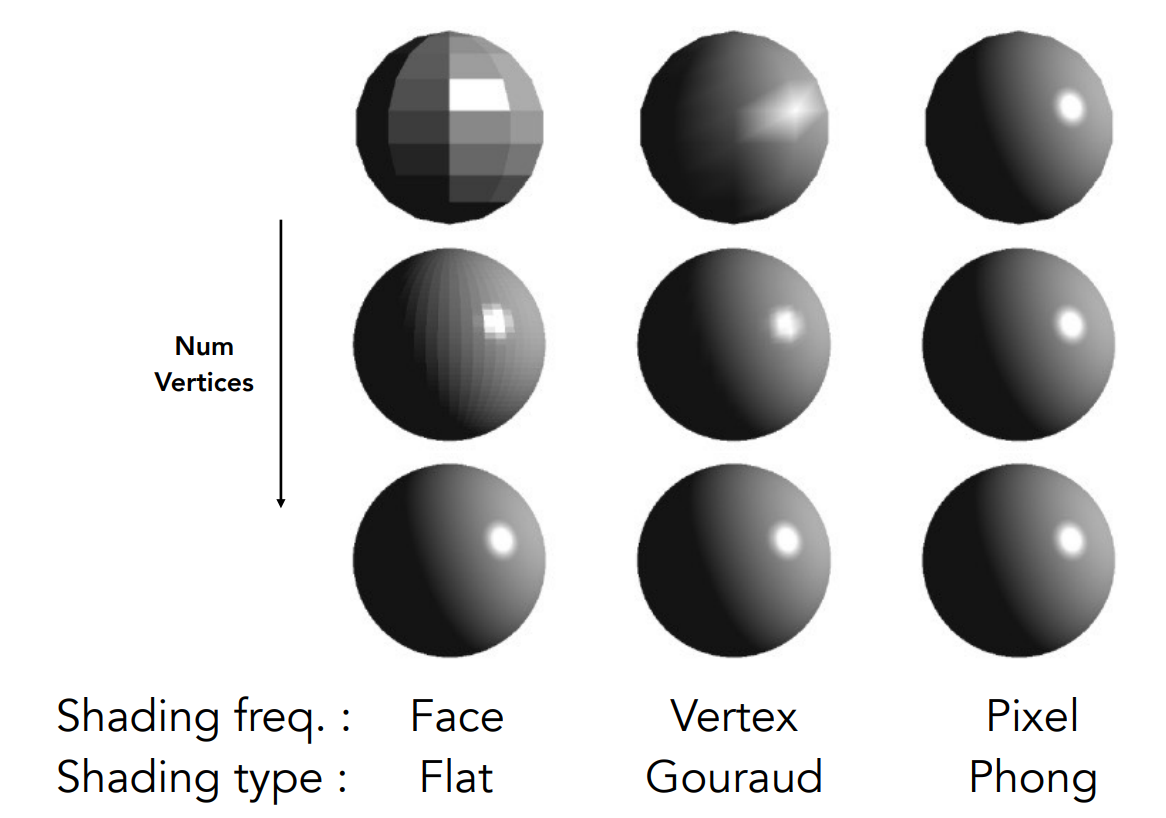 Num
Vertices
Shading freq. : Face Vertex Pixel
Shading type : Flat Gouraud Phong